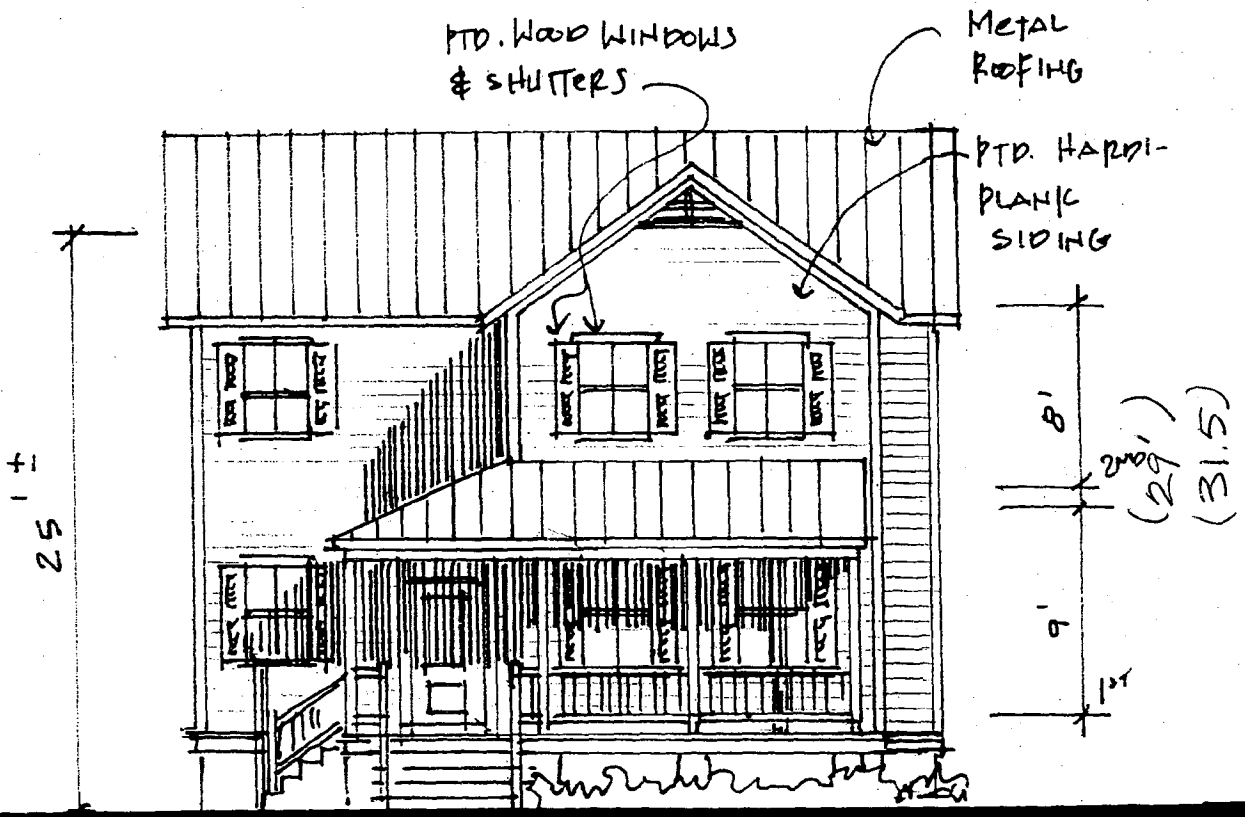 PTD. WOOD WINDOWS
& SHUTTERS
METAL
ROOFING
PTD. HARDI-
PLANK
SIDING
25'±
8'
2ND
(29')
(31.5)
9'
1ST